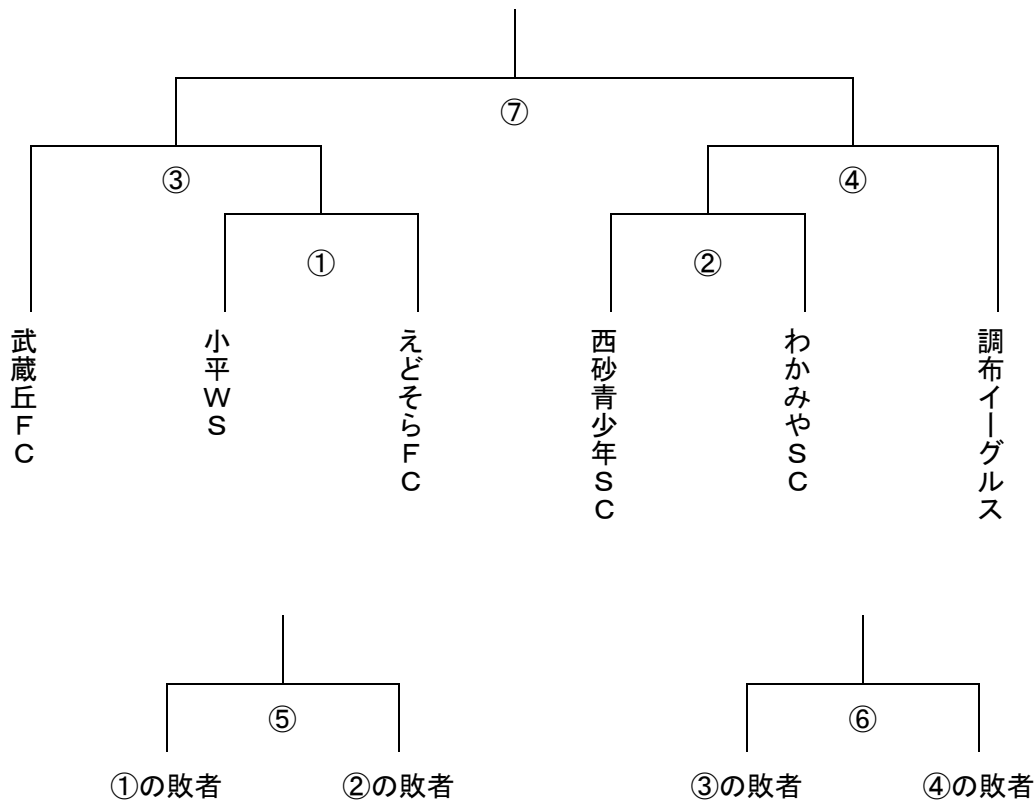 ⑦
③
④
①
②
武蔵丘FC
小平WS
えどそらFC
西砂青少年SC
わかみやSC
調布イーグルス
⑤
⑥
①の敗者
②の敗者
③の敗者
④の敗者